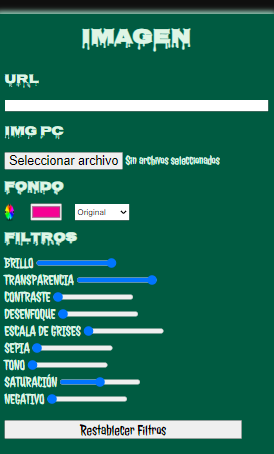 IMAGEN
URL
IMG PC
Seleccionar archivo Sin archivos seleccionados
FONDO
Original
FILTROS
BRILLO
TRANSPARENCIA
CONTRASTE
DESENFOQUE
ESCALA DE GRISES
SEPIA
TONO
SATURACIÓN
NEGATIVO
Restablecer Filtros